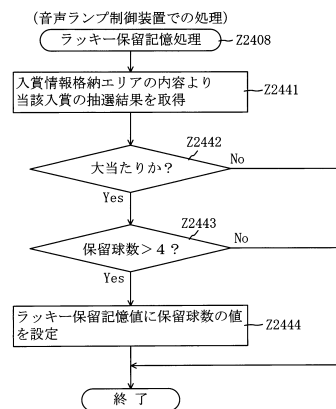 (音声ランプ制御装置での処理)
ラッキー保留記憶処理 Z2408
入賞情報格納エリアの内容より
当該入賞の抽選結果を取得
Z2441
Z2442
大当たりか？ No
Yes
Z2443
保留球数＞４？ No
Yes
ラッキー保留記憶値に保留球数の値
を設定
Z2444
終了